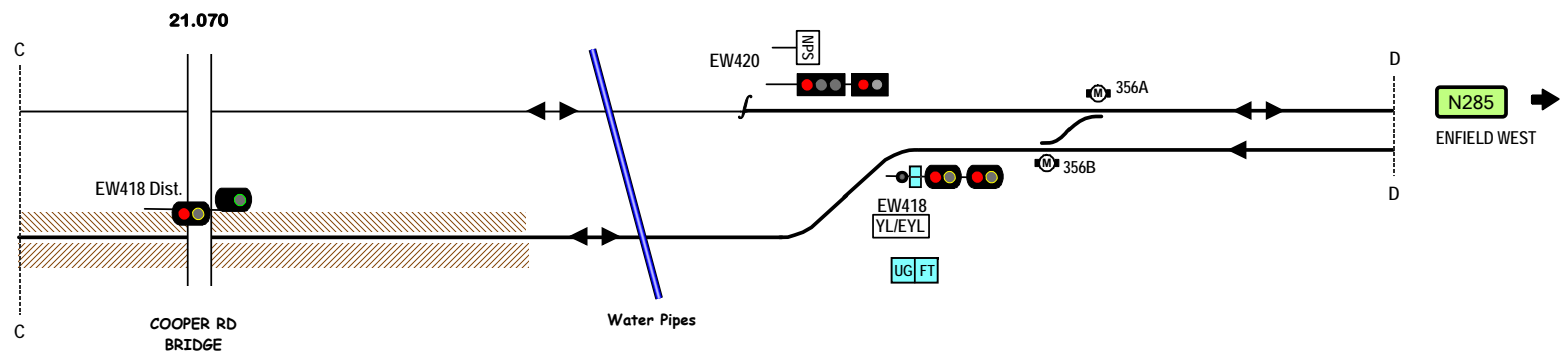 21.070
C
D
NPS
EW420
356A
N285
ENFIELD WEST
M
M
356B
EW418 Dist.
D
EW418
YL/EYL
UG FT
C
COOPER RD
BRIDGE
Water Pipes